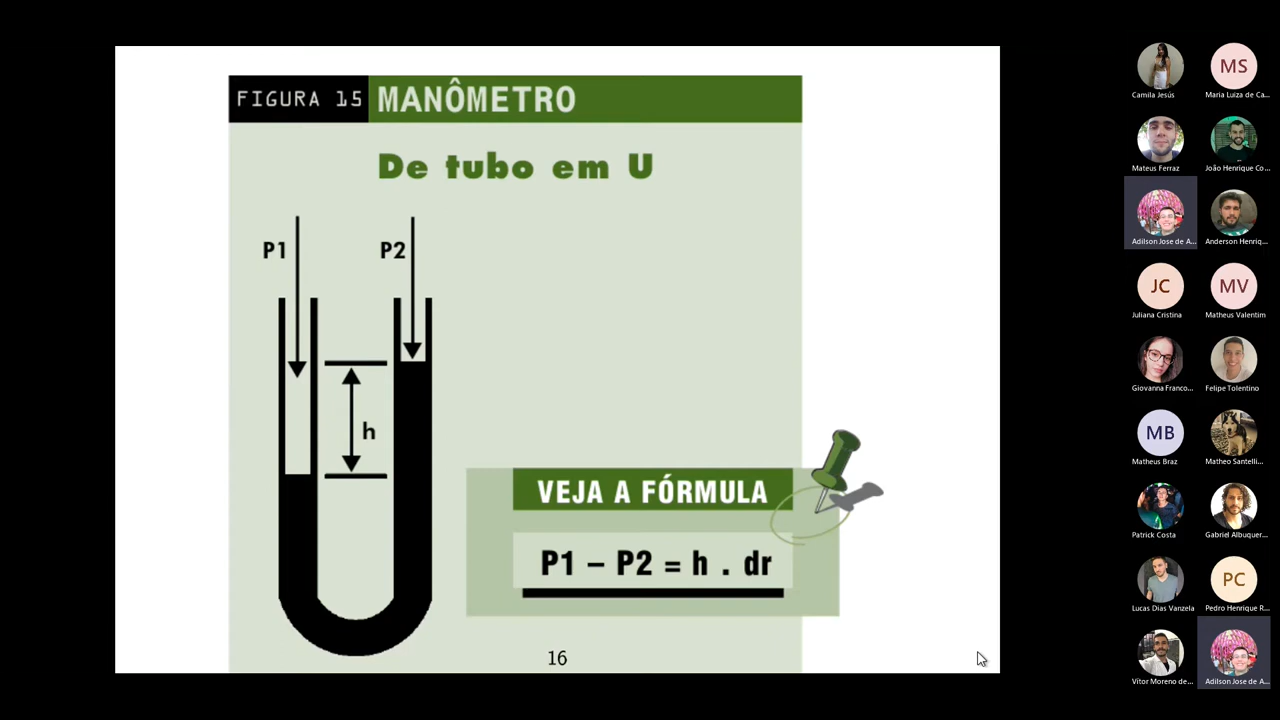 FIGURA 15 MANÔMETRO
De tubo em U
P1 P2
h
VEJA A FÓRMULA
P1 – P2 = h . dr
16
Camila Jesús
MS
Maria Luiza de Ca...
Mateus Ferraz
João Henrique Co...
Adilson Jose de A...
Anderson Henriq...
JC
Juliana Cristina
MV
Matheus Valentim
Giovanna Franco...
Felipe Tolentino
MB
Matheus Braz
Matheo Santelli...
Patrick Costa
Gabriel Albuquer...
Lucas Dias Vanzela
PC
Pedro Henrique R...
Vítor Moreno de...
Adilson Jose de A...